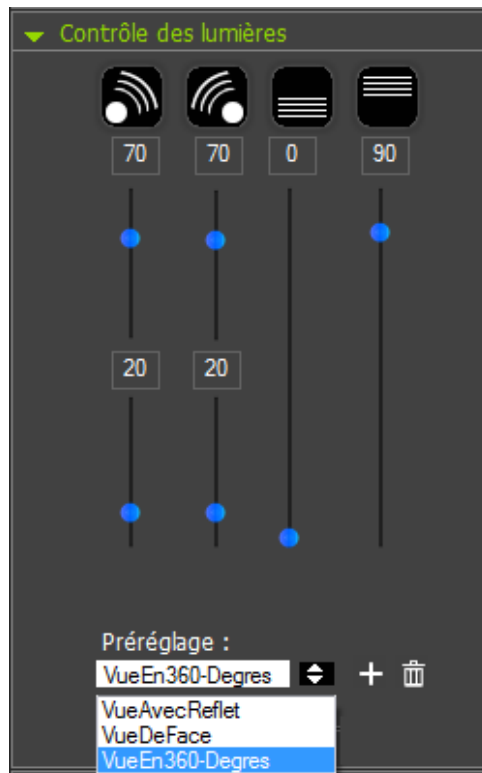 Contrôle des lumières
70 70 0 90
20 20
Préréglage :
VueEn360-Degres
VueAvecReflet
VueDeFace
VueEn360-Degres